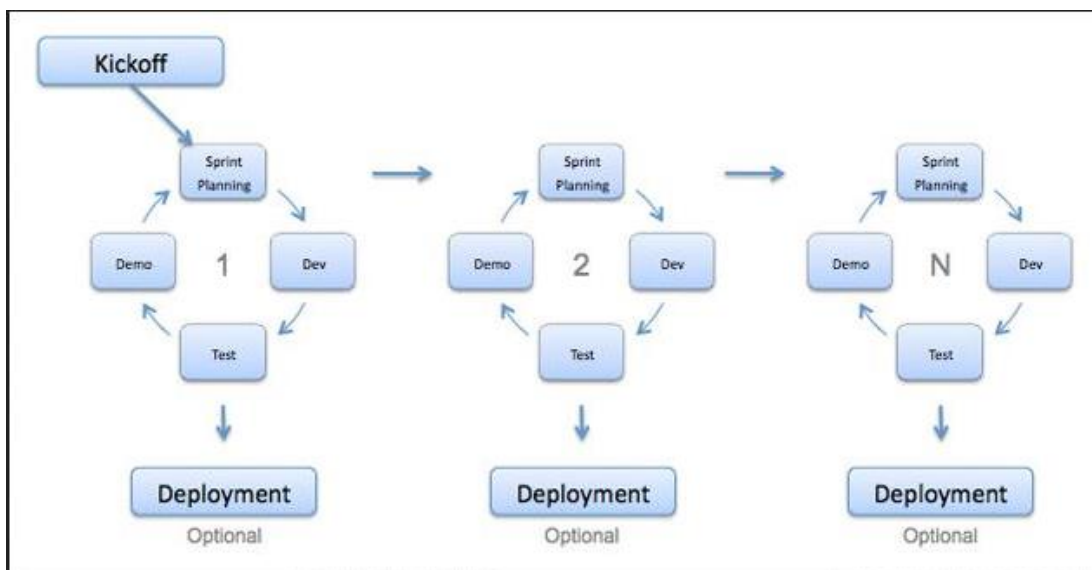 Kickoff
Sprint
Planning
Demo
1
Dev
Test
Deployment
Optional
Sprint
Planning
Demo
2
Dev
Test
Deployment
Optional
Sprint
Planning
Demo
N
Dev
Test
Deployment
Optional